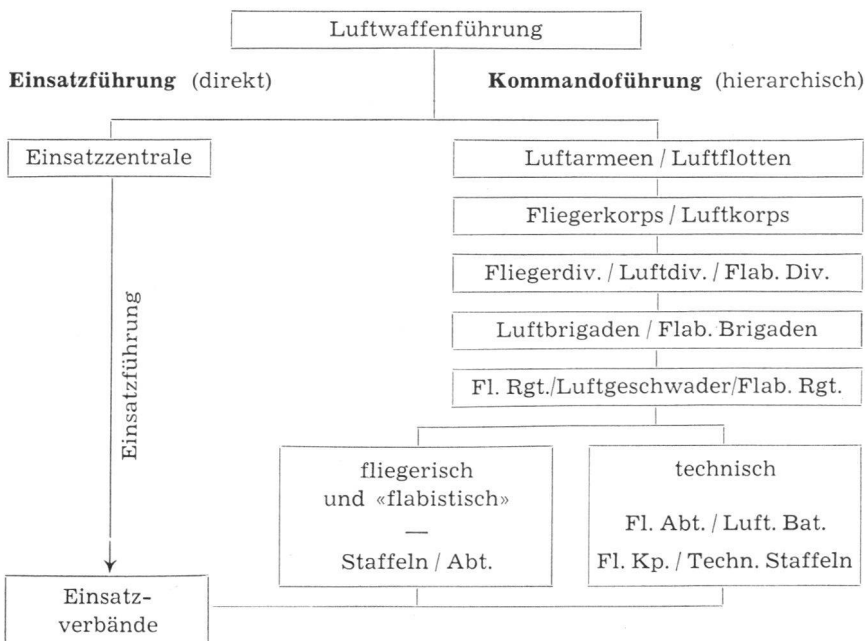 Luftwaffenführung
Einsatzführung (direkt)
Kommandoführung (hierarchisch)
Einsatzzentrale
Luftarmeen / Luftflotten
Fliegerkorps / Luftkorps
Fliegerdiv. / Luftdiv. / Flab. Div.
Luftbrigaden / Flab. Brigaden
Fl. Rgt./Luftgeschwader/Flab. Rgt.
Einsatzführung
fliegerisch
und «flabistisch»
—
Staffeln / Abt.
technisch
Fl. Abt. / Luft. Bat.
Fl. Kp. / Techn. Staffeln
Einsatz-
verbände